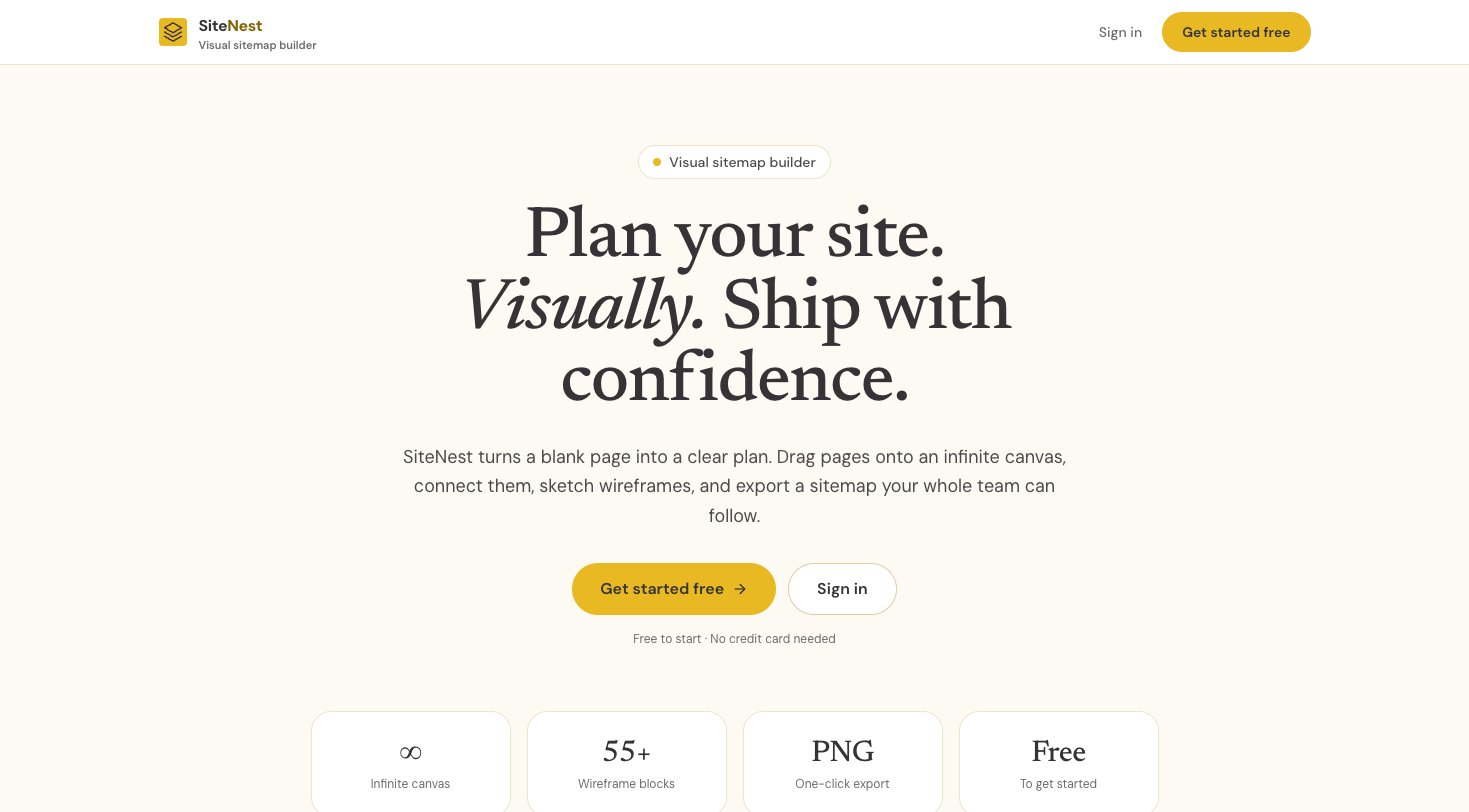 SiteNest
Visual sitemap builder
Sign in
Get started free
Visual sitemap builder
Plan your site.
Visually. Ship with
confidence.
SiteNest turns a blank page into a clear plan. Drag pages onto an infinite canvas,
connect them, sketch wireframes, and export a sitemap your whole team can
follow.
Get started free →
Sign in
Free to start · No credit card needed
∞
Infinite canvas
55+
Wireframe blocks
PNG
One-click export
Free
To get started